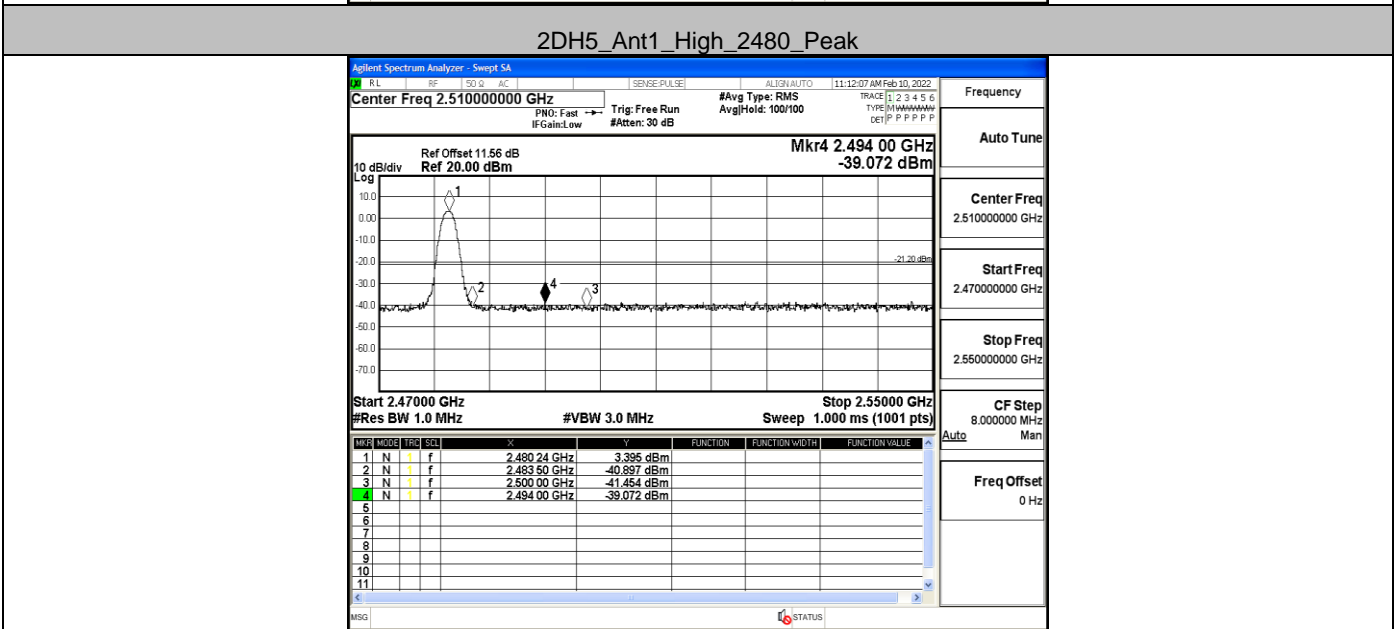 2DH5_Ant1_High_2480_Peak
Agilent Spectrum Analyzer - Swept SA
RL RF 50 Ω AC SENSE:PULSE ALIGN AUTO 11:12:07 AM Feb 10, 2022
Center Freq 2.510000000 GHz #Avg Type: RMS TRACE 1 2 3 4 5 6
PNO: Fast Trig: Free Run Avg|Hold: 100/100 TYPE M WWWWW
IFGain:Low #Atten: 30 dB DET P P P P P P
Frequency
Auto Tune
Mkr4 2.494 00 GHz
-39.072 dBm
Ref Offset 11.56 dB
10 dB/div Ref 20.00 dBm
Log
10.0
0.00
-10.0
-20.0
-30.0
-40.0
-50.0
-60.0
-70.0
1
2
4
3
-21.20 dBm
Start 2.47000 GHz Stop 2.55000 GHz
#Res BW 1.0 MHz #VBW 3.0 MHz Sweep 1.000 ms (1001 pts)
Center Freq
2.510000000 GHz
Start Freq
2.470000000 GHz
Stop Freq
2.550000000 GHz
CF Step
8.000000 MHz
Auto Man
Freq Offset
0 Hz
MKR MODE TRC SCL X Y FUNCTION FUNCTION WIDTH FUNCTION VALUE
1 N 1 f 2.480 24 GHz 3.395 dBm
2 N 1 f 2.483 50 GHz -40.897 dBm
3 N 1 f 2.500 00 GHz -41.454 dBm
4 N 1 f 2.494 00 GHz -39.072 dBm
5
6
7
8
9
10
11
MSG STATUS